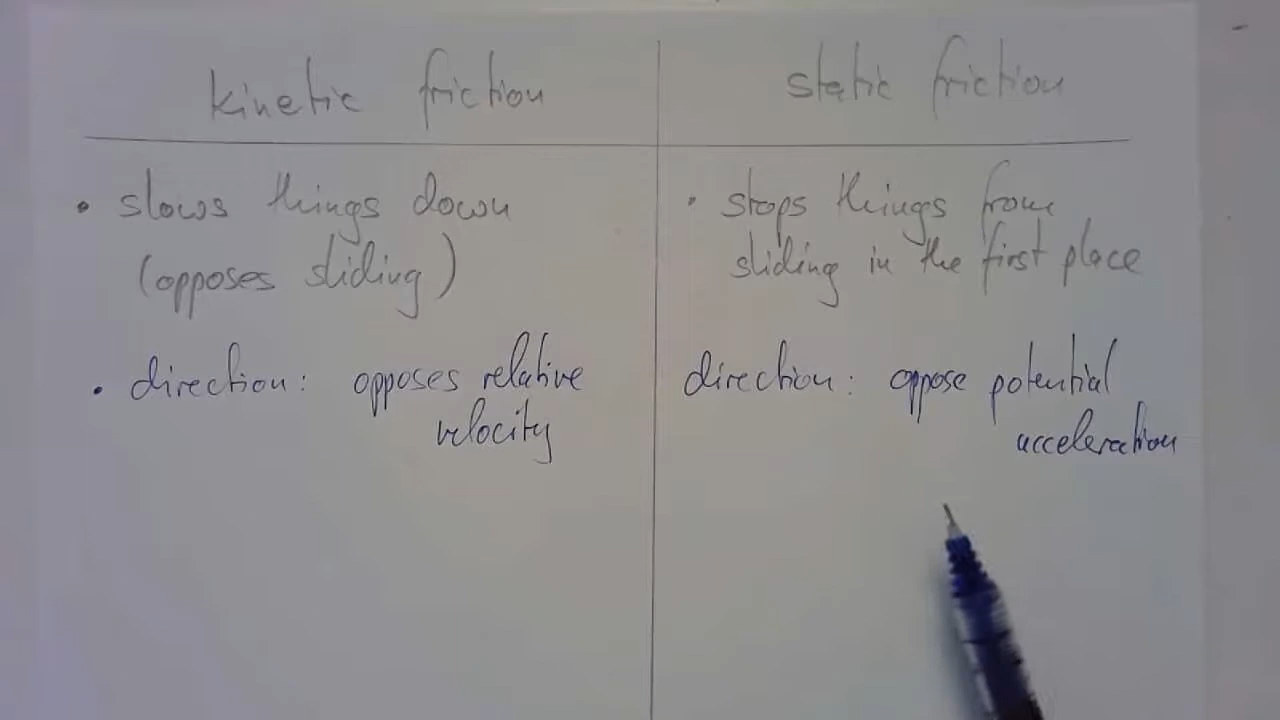 kinetic friction
static friction
• slows things down
(opposes sliding)
• direction: opposes relative
velocity
• stops things from
sliding in the first place
direction: oppose potential
acceleration